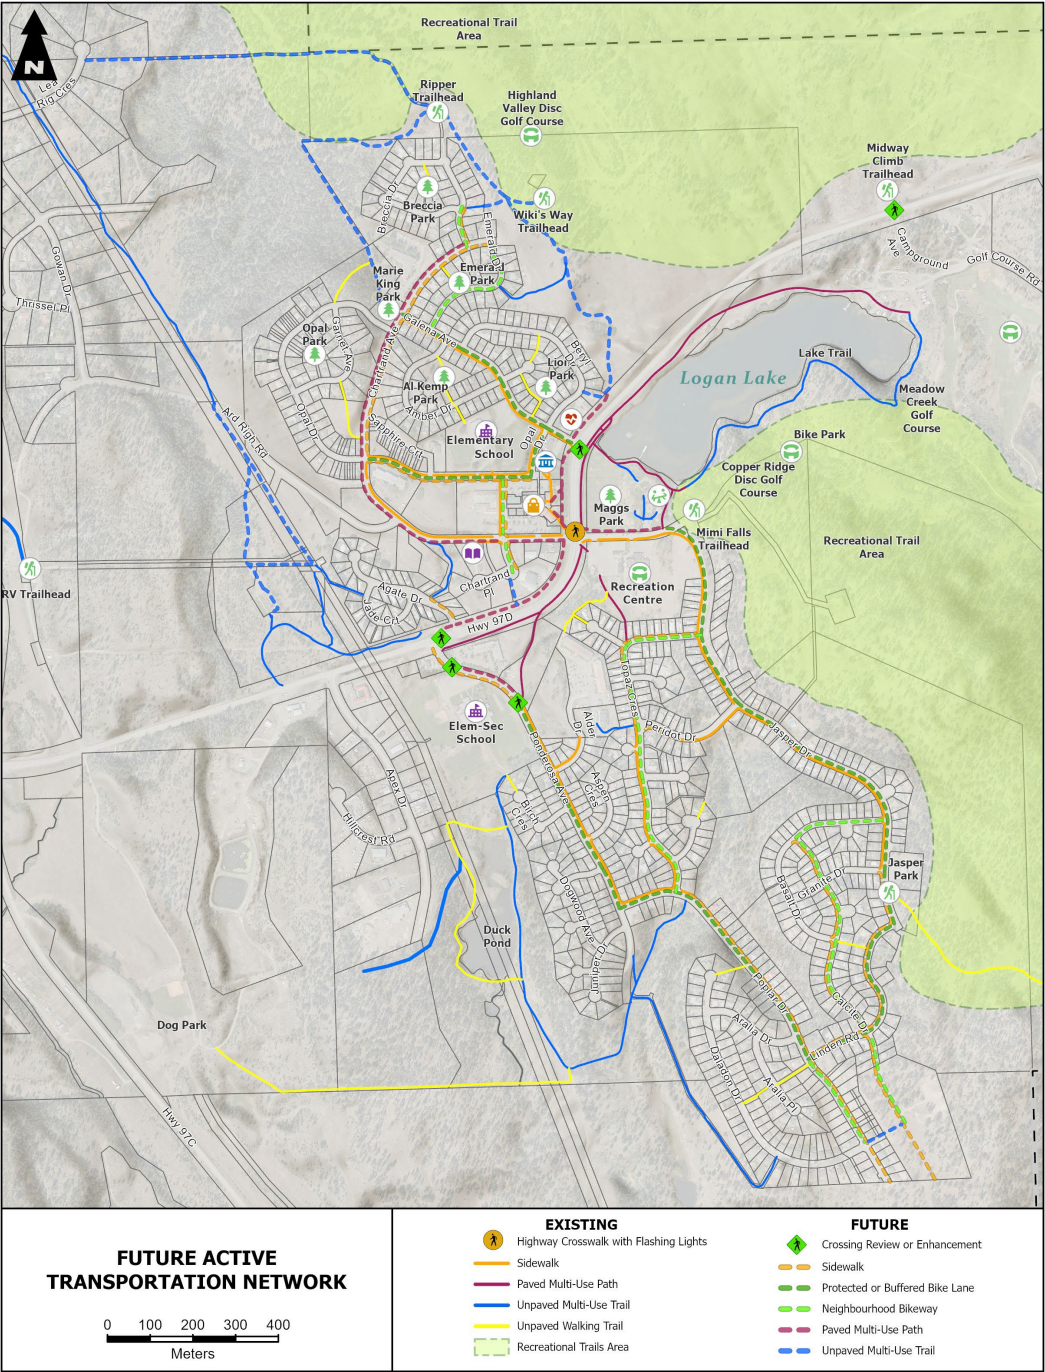 Recreational Trail
Area
N
Lea
Rig Cres
Ripper
Trailhead
Highland
Valley Disc
Golf Course
Midway
Climb
Trailhead
Breccia Dr
Breccia
Park
Wiki's Way
Trailhead
Emerald Dr
Campground
Ave
Golf Course Rd
Gowan Dr
Thrissel Pl
Marie
King
Park
Emerald
Park
Opal
Park
Garnet Ave
Galena Ave
Chartrand Ave
Beryl
Dr
Lion
Park
Lake Trail
Logan Lake
Al Kemp
Park
Amber Dr
Meadow
Creek
Golf
Course
Opal Dr
Ard Righ Rd
Sapphire Crt
Elementary
School
Opal
Dr
Bike Park
Copper Ridge
Disc Golf
Course
Maggs
Park
Mimi Falls
Trailhead
Recreational Trail
Area
RV Trailhead
Agate Dr
Jade Crt
Chartrand
Pl
Recreation
Centre
Hwy 97D
Topaz Cres
Elem-Sec
School
Alder
Dr
Peridot Dr
Jasper Dr
Ponderosa Ave
Apex Dr
Hillcrest Rd
Birch
Cres
Aspen
Cres
Jasper
Park
Granite Dr
Basalt Dr
Dogwood Ave
Juniper Dr
Duck
Pond
Poplar Dr
Calcite Dr
Dog Park
Aralia Dr
Linden Rd
Daladon Dr
Aralia Pl
Hwy 97C
FUTURE ACTIVE
TRANSPORTATION NETWORK
0 100 200 300 400
Meters
EXISTING
Highway Crosswalk with Flashing Lights
Sidewalk
Paved Multi-Use Path
Unpaved Multi-Use Trail
Unpaved Walking Trail
Recreational Trails Area
FUTURE
Crossing Review or Enhancement
Sidewalk
Protected or Buffered Bike Lane
Neighbourhood Bikeway
Paved Multi-Use Path
Unpaved Multi-Use Trail